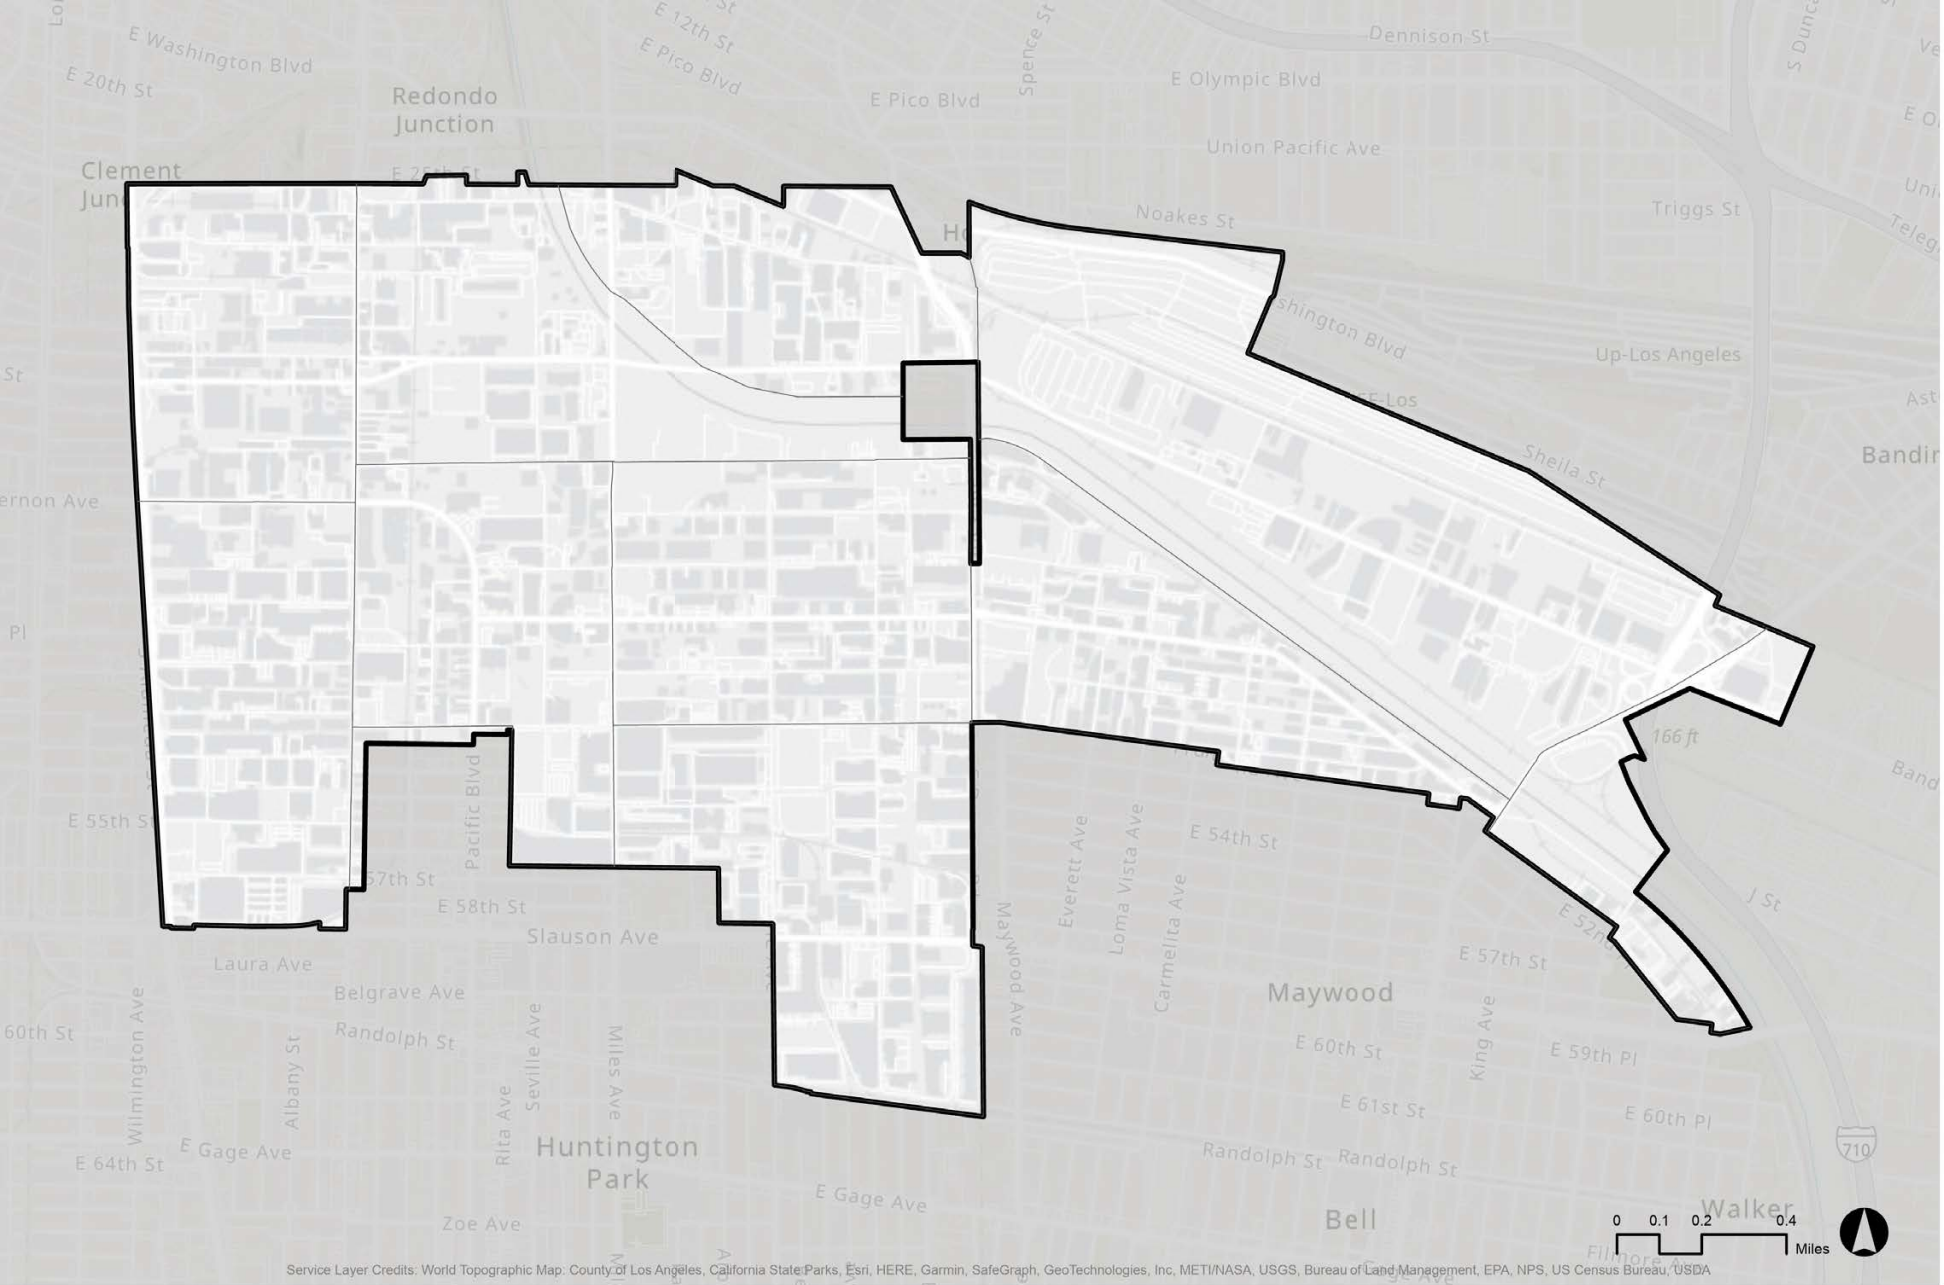 E Washington Blvd
E 12th St
E Pico Blvd
E 20th St
Spence St
Dennison St
E Olympic Blvd
E Pico Blvd
Redondo
Junction
Union Pacific Ave
Clement
E 25th St
Noakes St
Triggs St
Up-Los Angeles
St
Sheila St
Pl
166 ft
E 55th St
Pacific Blvd
57th St
E 58th St
Slauson Ave
Laura Ave
Belgrave Ave
Randolph St
60th St
Wilmington Ave
Albany St
Seville Ave
Rita Ave
Miles Ave
E 64th St
E Gage Ave
Huntington
Park
Zoe Ave
E Gage Ave
Maywood Ave
Everett Ave
Loma Vista Ave
Carmelita Ave
E 54th St
J St
E 57th St
Maywood
King Ave
E 60th St
E 59th Pl
E 61st St
E 60th Pl
Randolph St
Randolph St
710
Bell
Walker
0 0.1 0.2 0.4
Miles
Service Layer Credits: World Topographic Map: County of Los Angeles, California State Parks, Esri, HERE, Garmin, SafeGraph, GeoTechnologies, Inc, METI/NASA, USGS, Bureau of Land Management, EPA, NPS, US Census Bureau, USDA